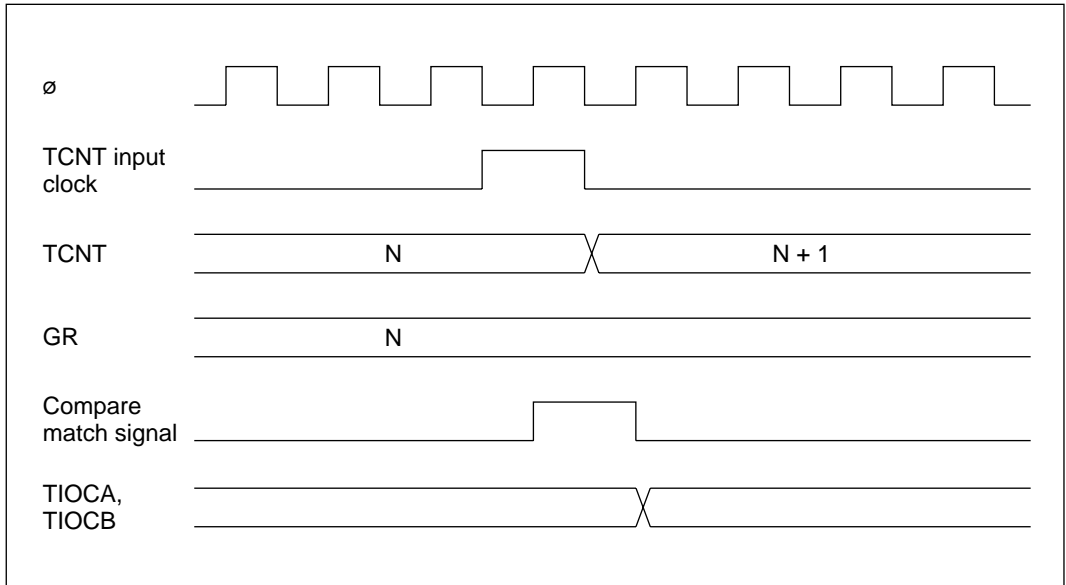 ø
TCNT input
clock
TCNT
N
N + 1
GR
N
Compare
match signal
TIOCA,
TIOCB